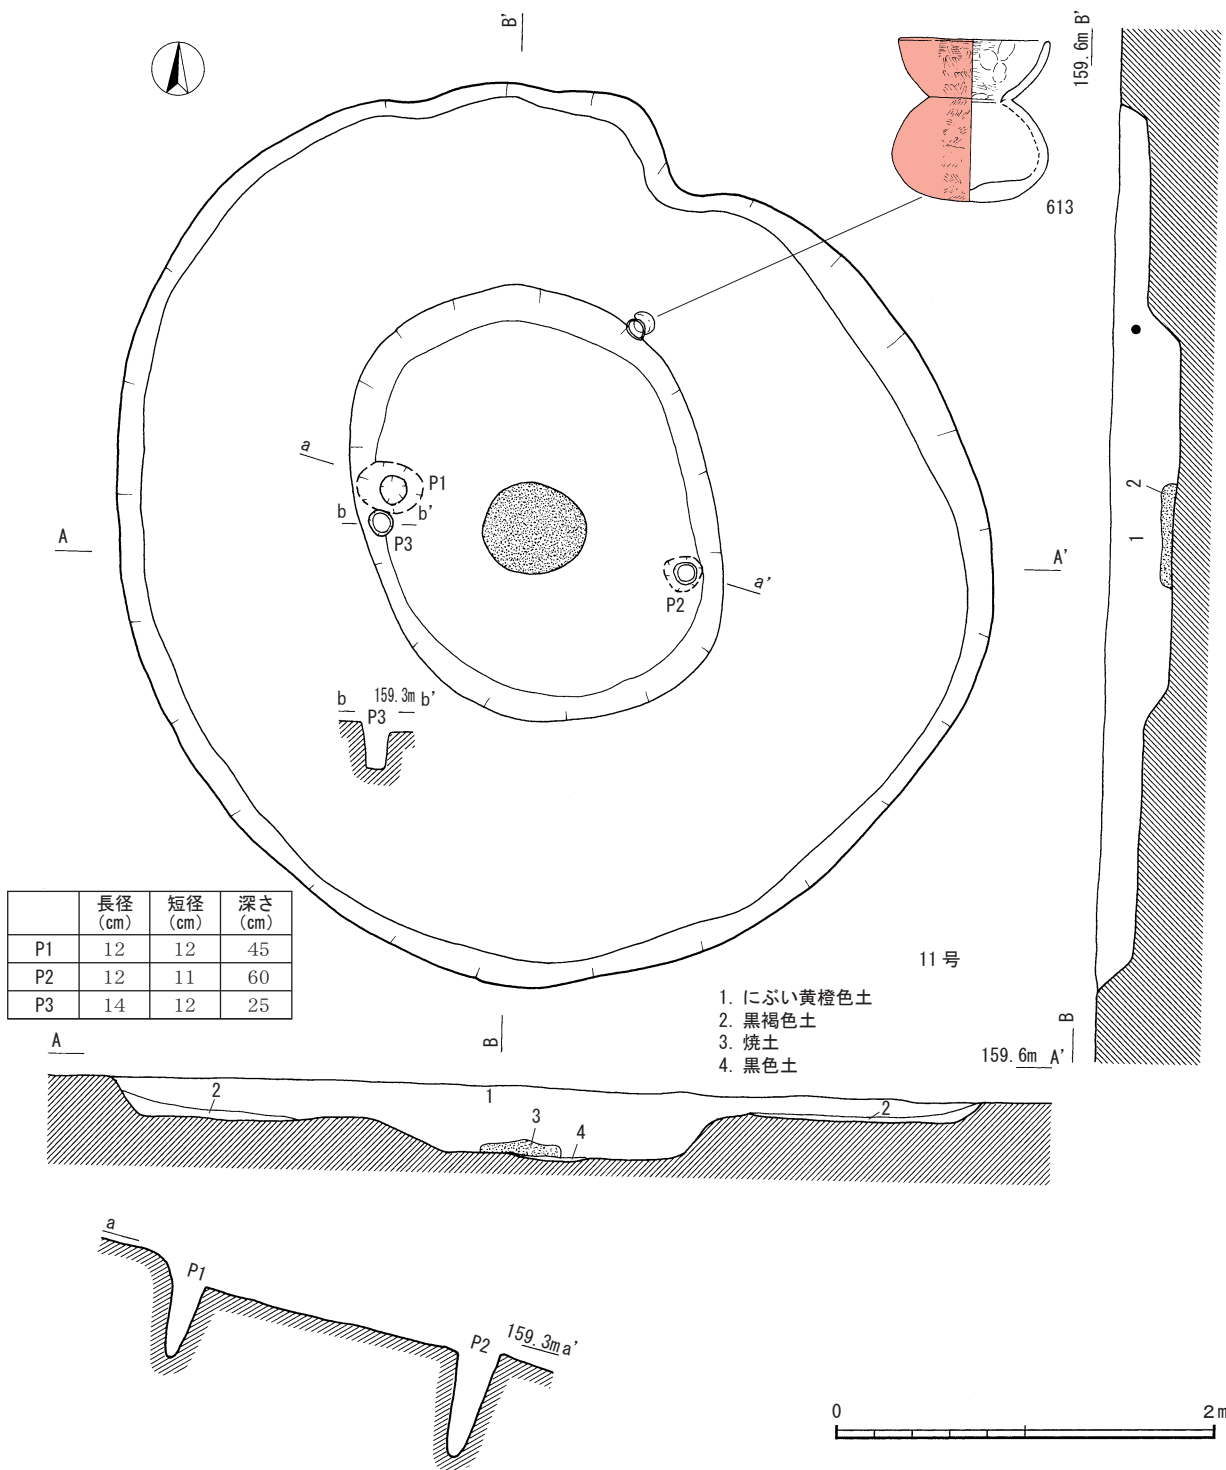 B'
159.6m B'
613
a
P1
b b'
P3
A
A'
P2
a'
2
1
b 159.3m b'
P3
長径 短径 深さ
(cm) (cm) (cm)
P1 12 12 45
P2 12 11 60
P3 14 12 25
11号
1. にぶい黄橙色土
2. 黒褐色土
3. 焼土
4. 黒色土
A
B
B
159.6m A'
2
1
3
4
2
a
P1
P2
159.3m a'
0 2m